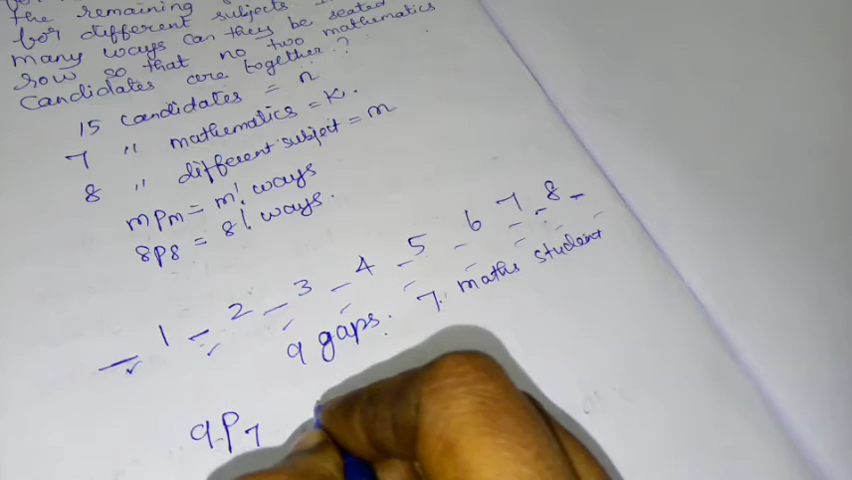 the remaining
for different subjects
many ways can they be seated
row so that no two mathematics
Candidates are together?
15 Candidates = n
7 " mathematics = K.
8 " different subject = m
mPm = m! ways
8P8 = 8! ways.
1 2 3 4 5 6 7 8
9 gaps. 7 maths student
9P7